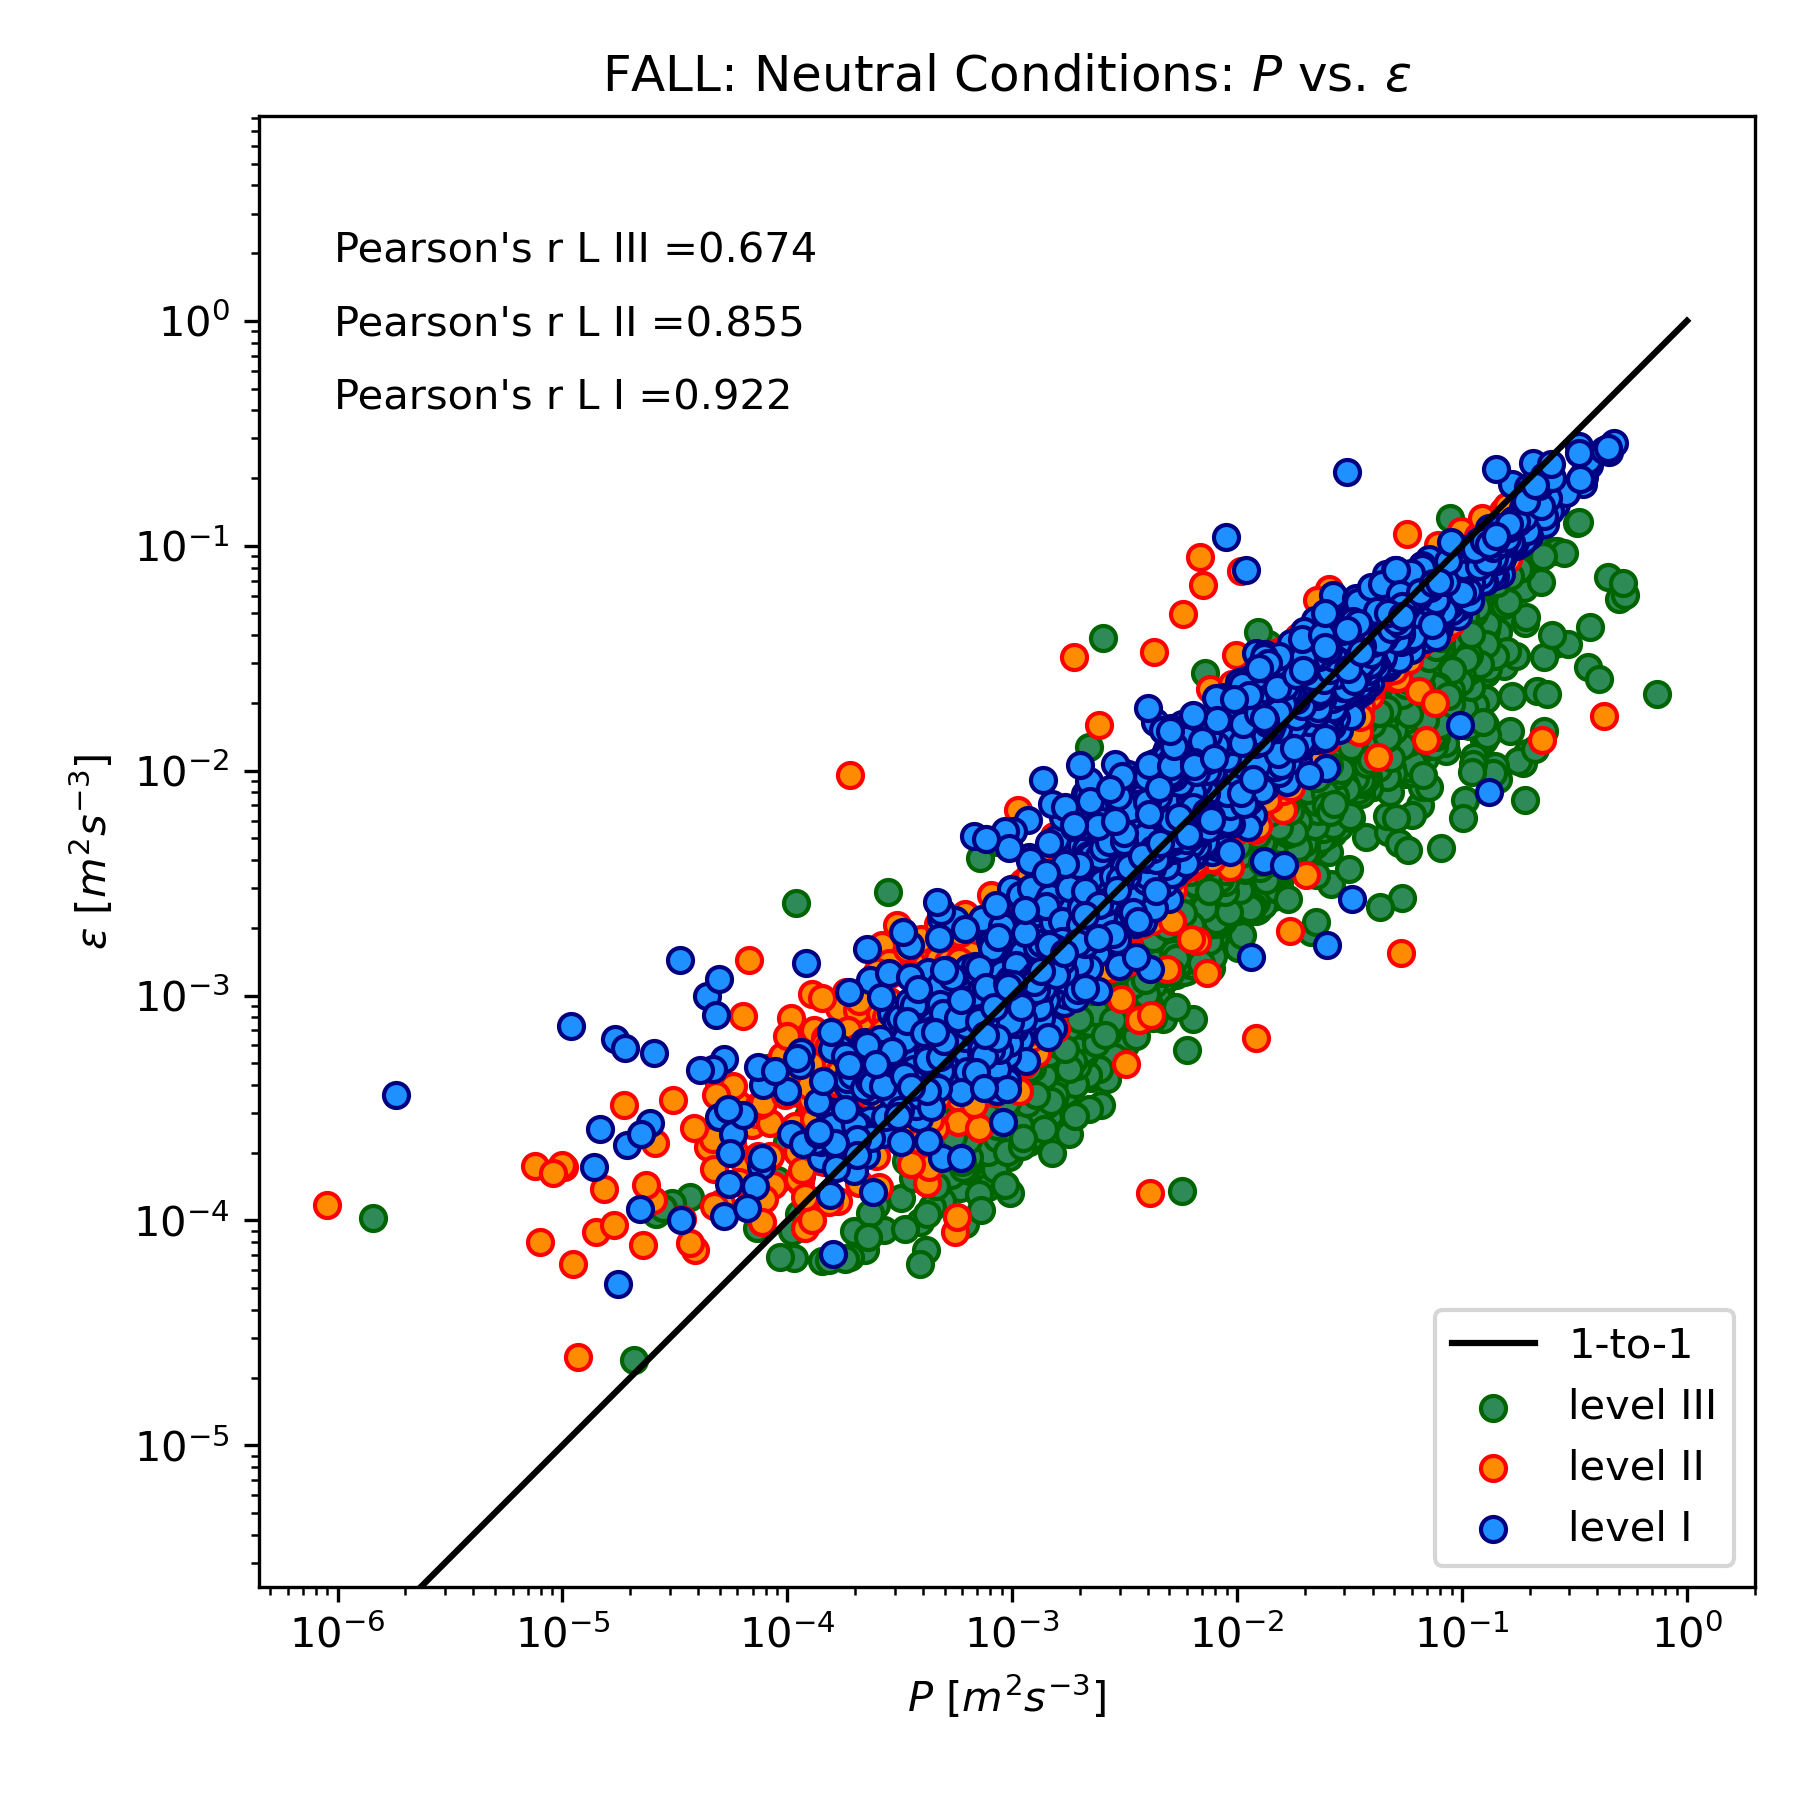 FALL: Neutral Conditions: P vs. ε
Pearson's r L III =0.674
Pearson's r L II =0.855
Pearson's r L I =0.922
ε [m²s⁻³]
10⁰
10⁻¹
10⁻²
10⁻³
10⁻⁴
10⁻⁵
1-to-1
level III
level II
level I
10⁻⁶ 10⁻⁵ 10⁻⁴ 10⁻³ 10⁻² 10⁻¹ 10⁰
P [m²s⁻³]